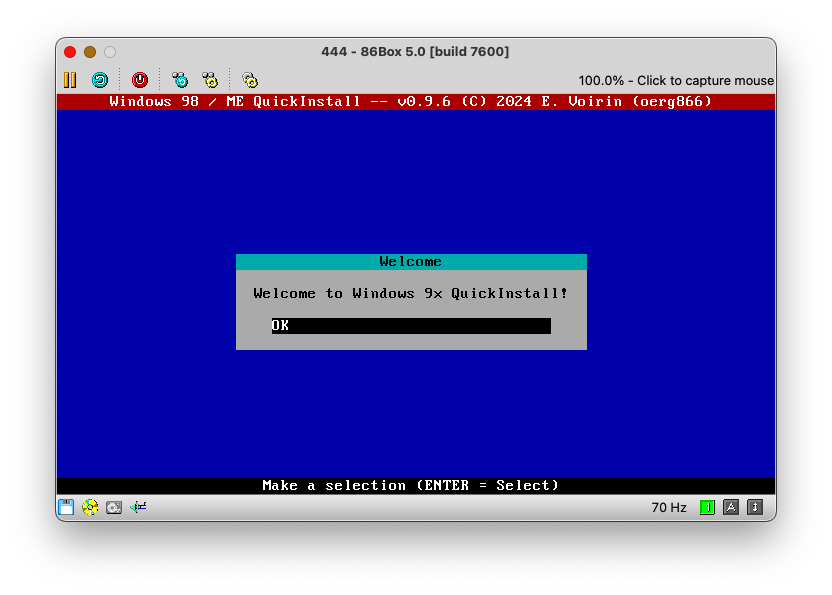 444 - 86Box 5.0 [build 7600]
100.0% - Click to capture mouse
Windows 98 / ME QuickInstall -- v0.9.6 (C) 2024 E. Voirin (oerg866)
Welcome
Welcome to Windows 9x QuickInstall!
OK
Make a selection (ENTER = Select)
70 Hz 1 A